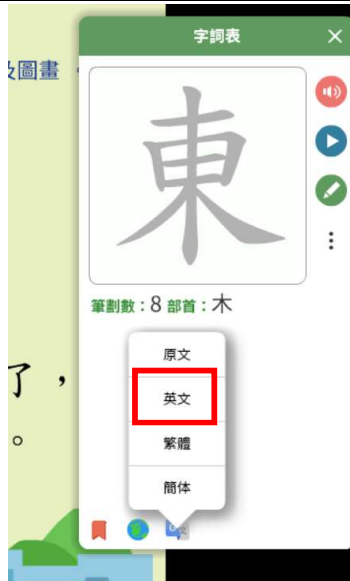 字詞表
及圖畫
東
筆劃數：8 部首：木
原文
英文
繁體
簡体
了，
。